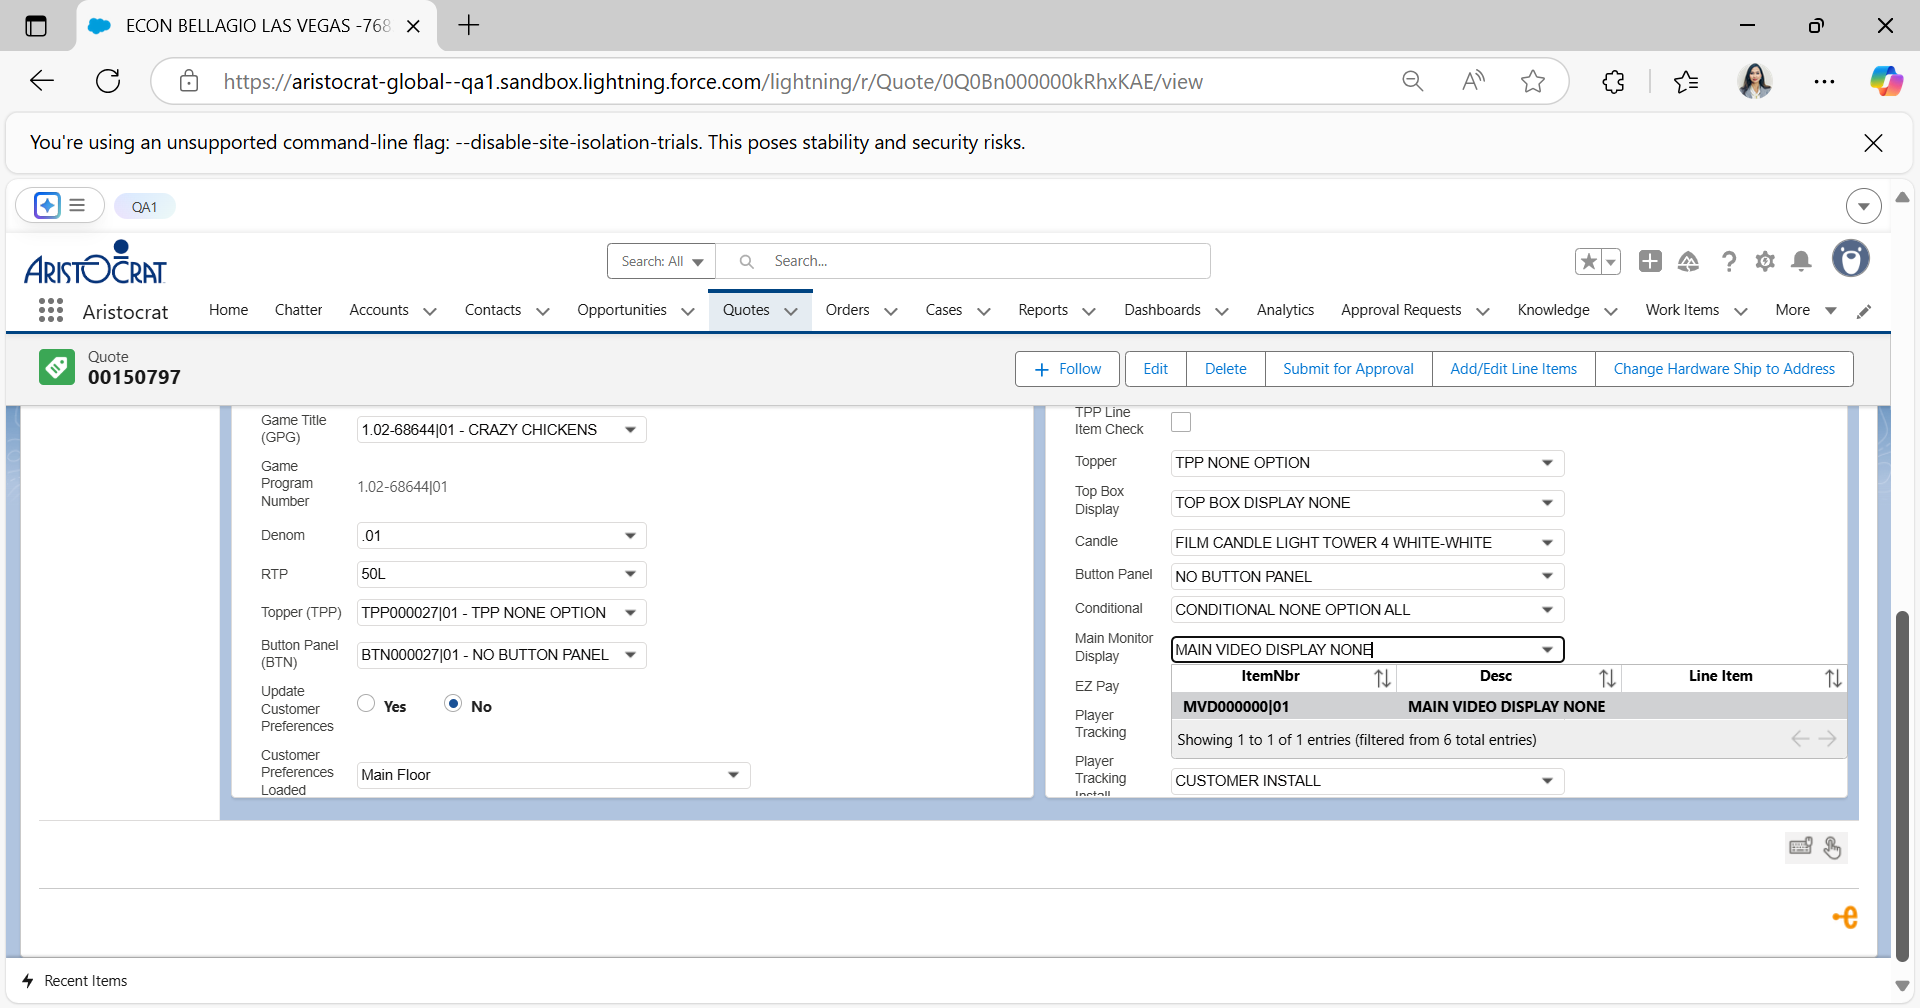 ECON BELLAGIO LAS VEGAS -768
https://aristocrat-global--qa1.sandbox.lightning.force.com/lightning/r/Quote/0Q0Bn000000kRhxKAE/view
You're using an unsupported command-line flag: --disable-site-isolation-trials. This poses stability and security risks.
QA1
ARISTOCRAT
Search: All
Search...
Aristocrat
Home
Chatter
Accounts
Contacts
Opportunities
Quotes
Orders
Cases
Reports
Dashboards
Analytics
Approval Requests
Knowledge
Work Items
More
Quote
00150797
Follow
Edit
Delete
Submit for Approval
Add/Edit Line Items
Change Hardware Ship to Address
Game Title
(GPG)
1.02-68644|01 - CRAZY CHICKENS
Game
Program
Number
1.02-68644|01
Denom
.01
RTP
50L
Topper (TPP)
TPP000027|01 - TPP NONE OPTION
Button Panel
(BTN)
BTN000027|01 - NO BUTTON PANEL
Update
Customer
Preferences
Yes
No
Customer
Preferences
Loaded
Main Floor
TPP Line
Item Check
Topper
TPP NONE OPTION
Top Box
Display
TOP BOX DISPLAY NONE
Candle
FILM CANDLE LIGHT TOWER 4 WHITE-WHITE
Button Panel
NO BUTTON PANEL
Conditional
CONDITIONAL NONE OPTION ALL
Main Monitor
Display
MAIN VIDEO DISPLAY NONE
ItemNbr
Desc
Line Item
MVD000000|01
MAIN VIDEO DISPLAY NONE
Showing 1 to 1 of 1 entries (filtered from 6 total entries)
EZ Pay
Player
Tracking
Player
Tracking
Install
CUSTOMER INSTALL
Recent Items